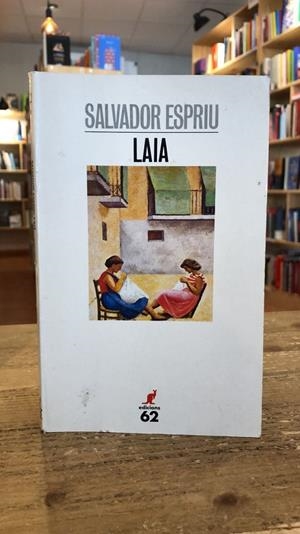 SALVADOR ESPRIU
LAIA
edicions
62